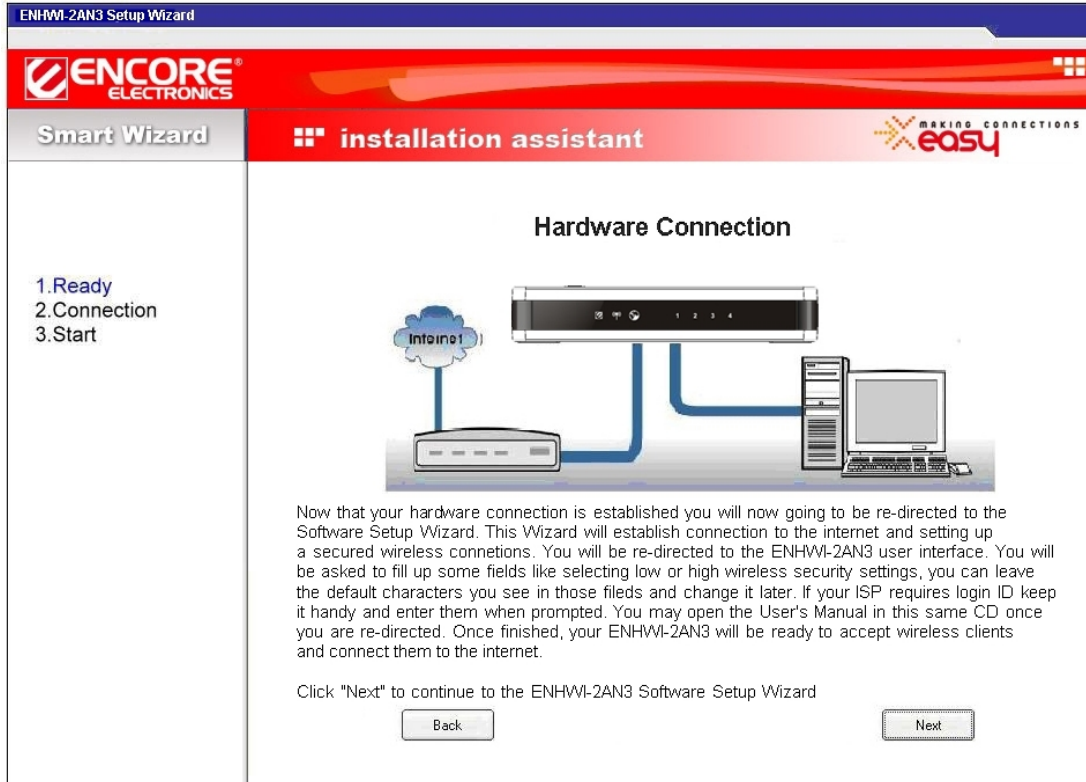 ENHWI-2AN3 Setup Wizard
ENCORE®
ELECTRONICS
Smart Wizard
installation assistant
MAKING CONNECTIONS
easy
Hardware Connection
1.Ready
2.Connection
3.Start
Internet
1 2 3 4
Now that your hardware connection is established you will now going to be re-directed to the
Software Setup Wizard. This Wizard will establish connection to the internet and setting up
a secured wireless connetions. You will be re-directed to the ENHWI-2AN3 user interface. You will
be asked to fill up some fields like selecting low or high wireless security settings, you can leave
the default characters you see in those fileds and change it later. If your ISP requires login ID keep
it handy and enter them when prompted. You may open the User's Manual in this same CD once
you are re-directed. Once finished, your ENHWI-2AN3 will be ready to accept wireless clients
and connect them to the internet.
Click "Next" to continue to the ENHWI-2AN3 Software Setup Wizard
Back
Next